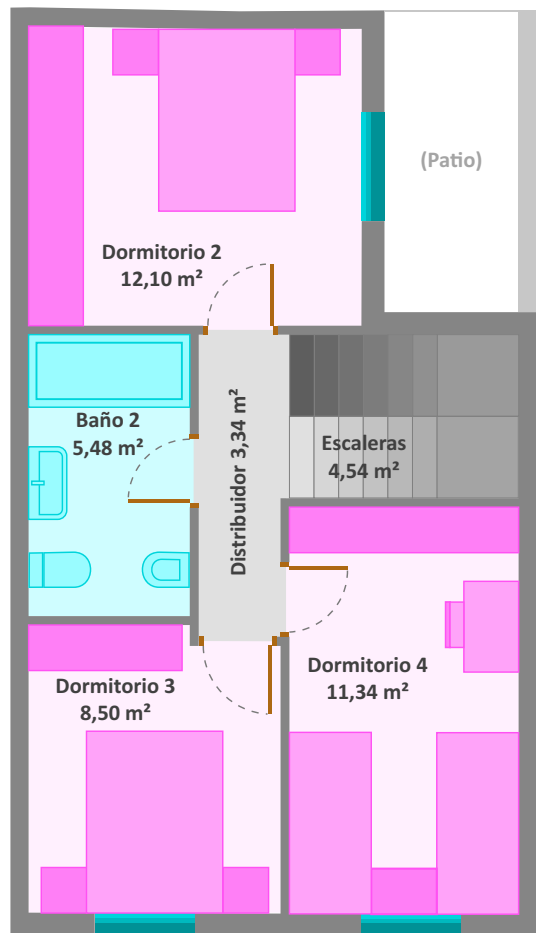 (Patio)
Dormitorio 2
12,10 m²
Baño 2
5,48 m²
Distribuidor 3,34 m²
Escaleras
4,54 m²
Dormitorio 3
8,50 m²
Dormitorio 4
11,34 m²